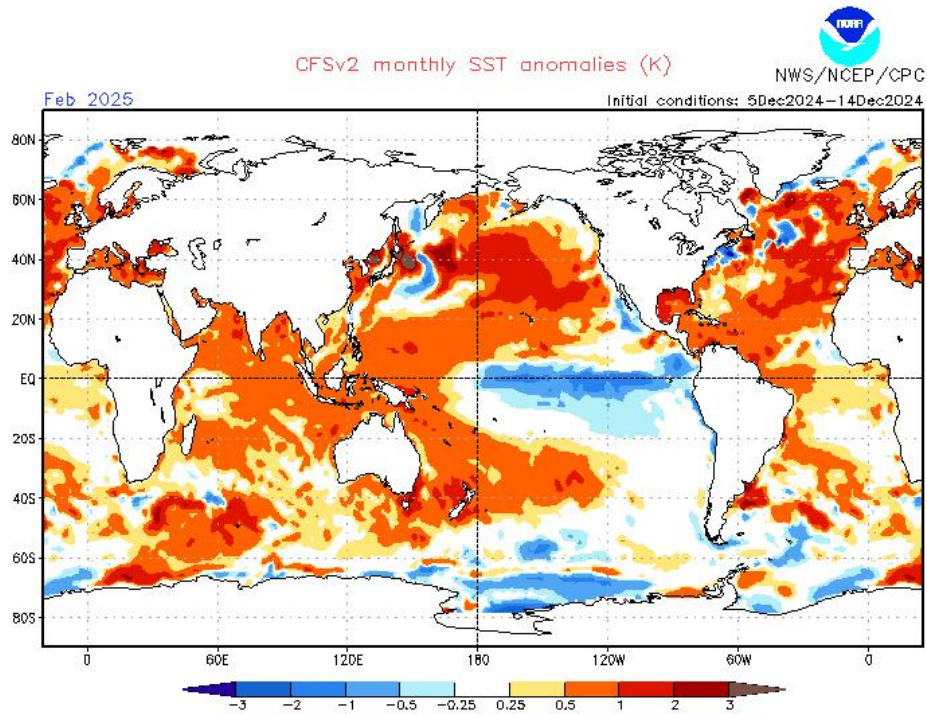 NOAA
CFSv2 monthly SST anomalies (K)
NWS/NCEP/CPC
Feb 2025
Initial conditions: 5Dec2024–14Dec2024
80N
60N
40N
20N
EQ
20S
40S
60S
80S
0 60E 120E 180 120W 60W 0
−3 −2 −1 −0.5 −0.25 0.25 0.5 1 2 3